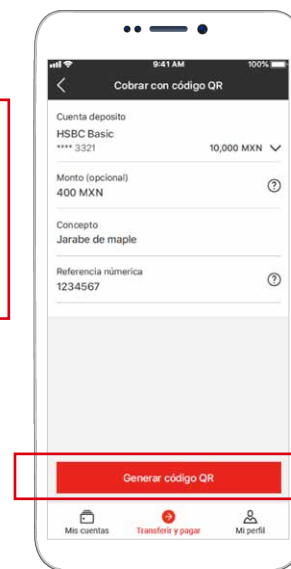 9:41 AM
100%
Cobrar con código QR
Cuenta deposito
HSBC Basic
**** 3321
10,000 MXN
Monto (opcional)
400 MXN
Concepto
Jarabe de maple
Referencia númerica
1234567
Generar código QR
Mis cuentas
Transferir y pagar
Mi perfil